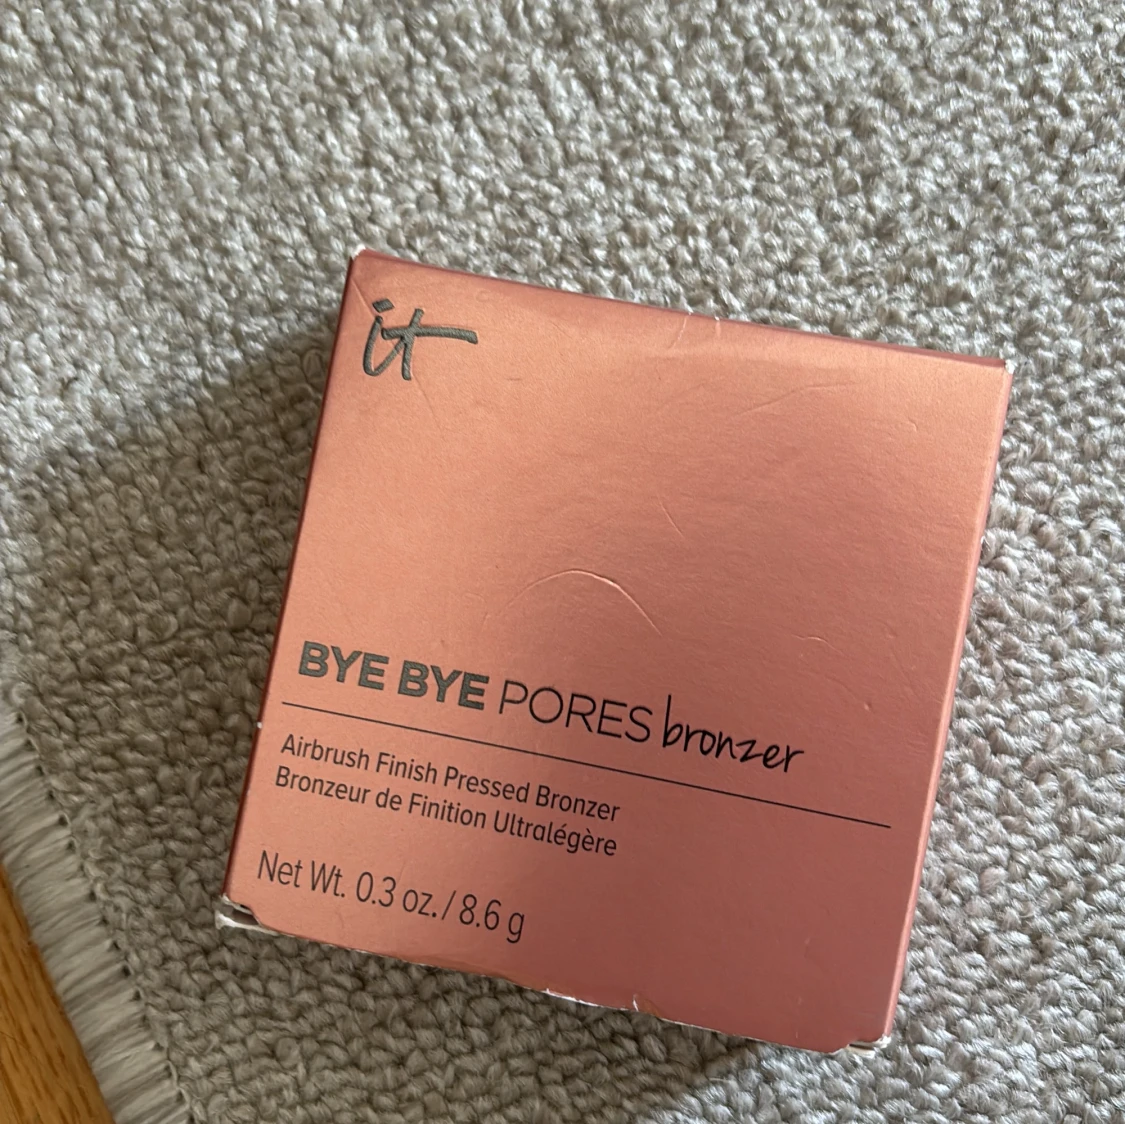 it
BYE BYE PORES bronzer
Airbrush Finish Pressed Bronzer
Bronzeur de Finition Ultralégère
Net Wt. 0.3 oz. / 8.6 g